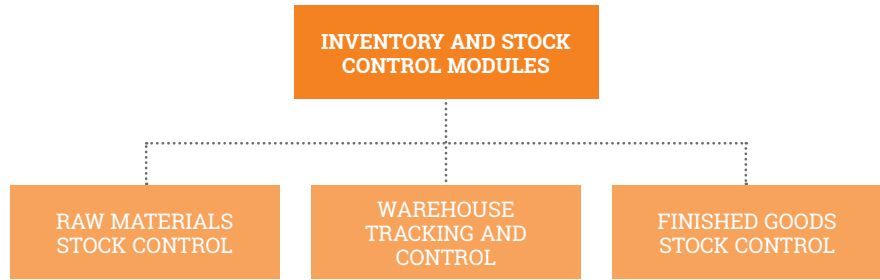 INVENTORY AND STOCK
CONTROL MODULES
RAW MATERIALS
STOCK CONTROL
WAREHOUSE
TRACKING AND
CONTROL
FINISHED GOODS
STOCK CONTROL